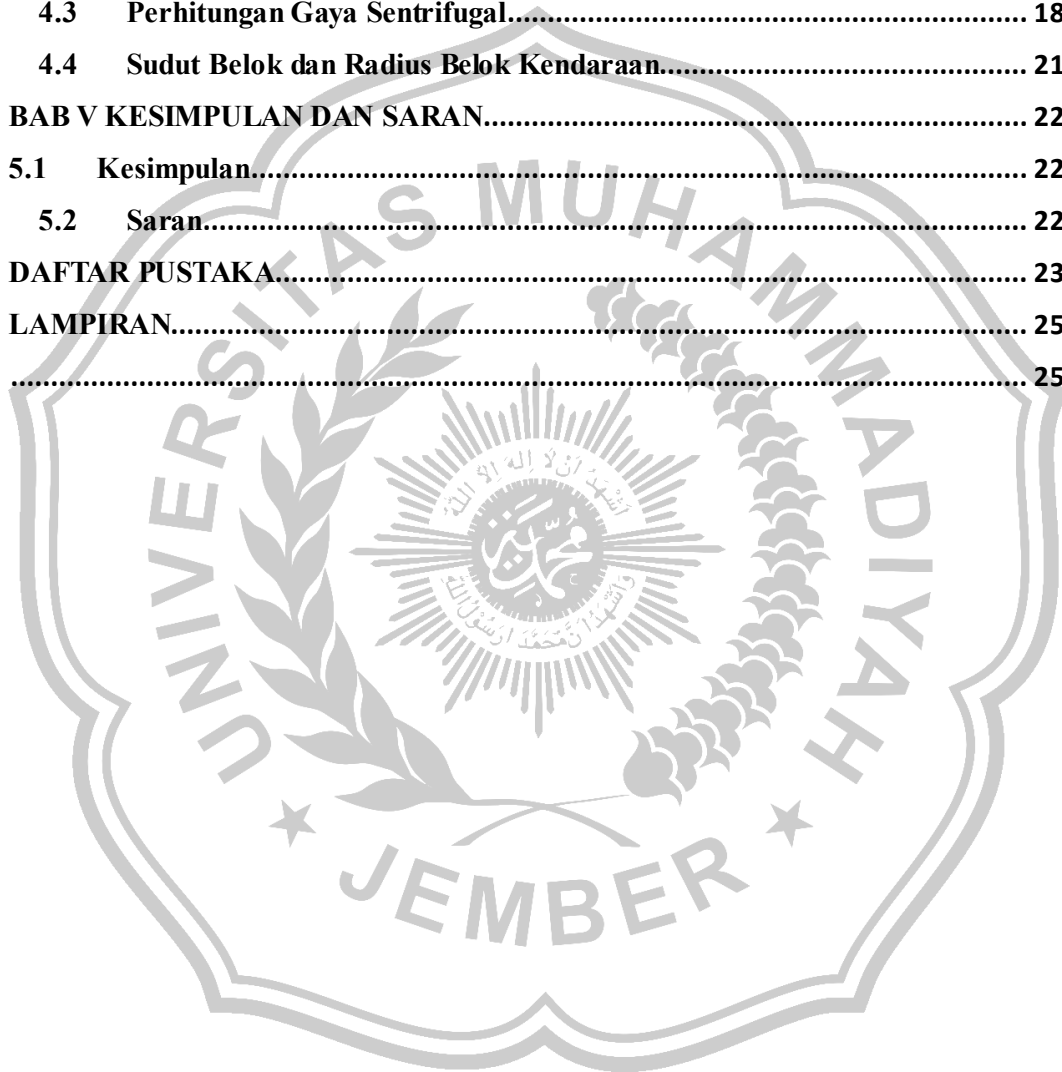 4.3 Perhitungan Gaya Sentrifugal........................................................................ 18
4.4 Sudut Belok dan Radius Belok Kendaraan........................................................ 21
BAB V KESIMPULAN DAN SARAN........................................................................ 22
5.1 Kesimpulan........................................................................ 22
5.2 Saran........................................................................ 22
DAFTAR PUSTAKA........................................................................ 23
LAMPIRAN........................................................................ 25
........................................................................ 25
UNIVERSITAS MUHAMMADIYAH
JEMBER